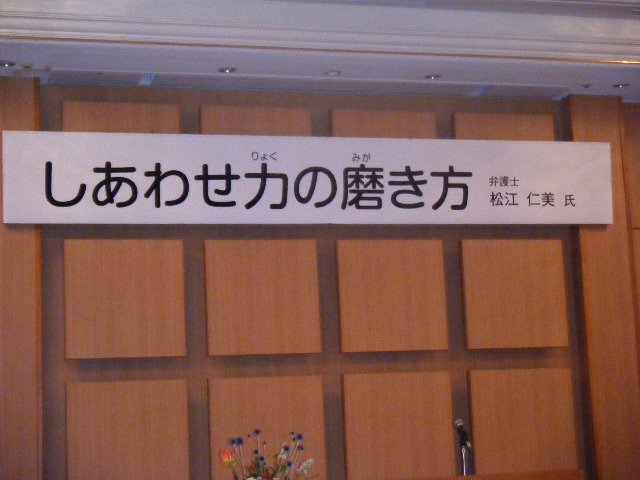 しあわせ力の磨き方
りょく みが
弁護士
松江 仁美 氏